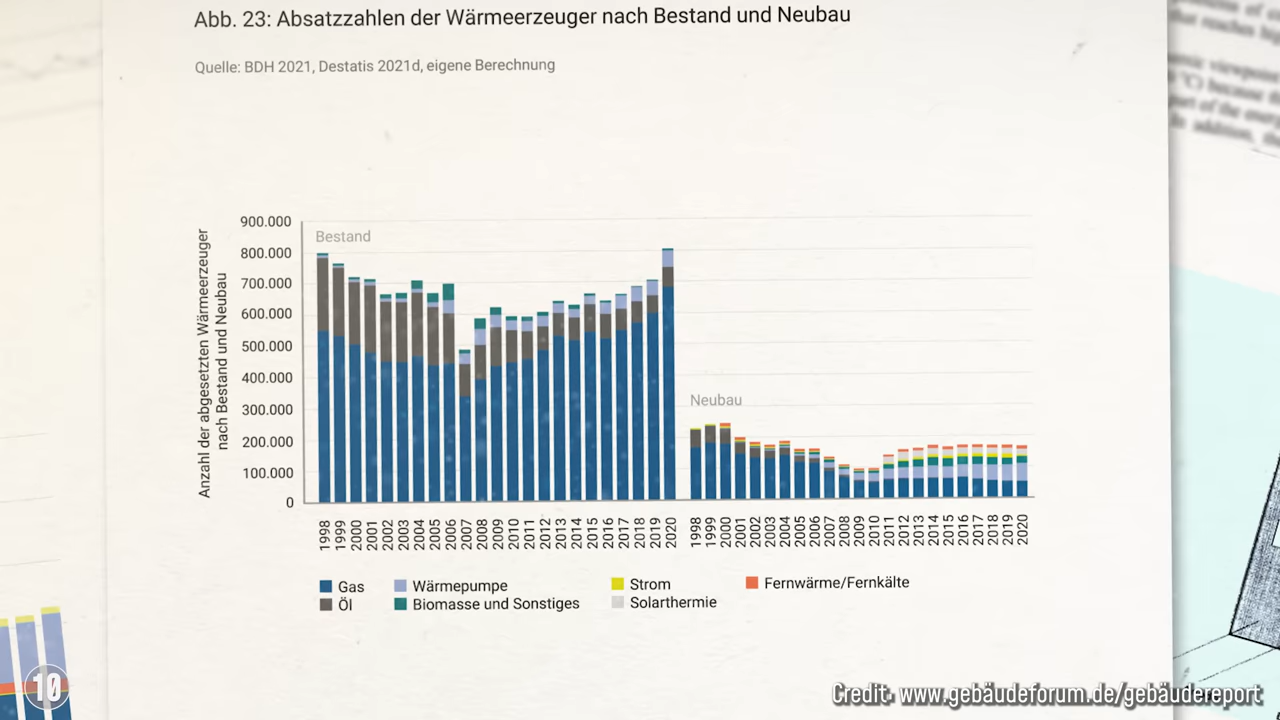 Abb. 23: Absatzzahlen der Wärmeerzeuger nach Bestand und Neubau
Quelle: BDH 2021, Destatis 2021d, eigene Berechnung
Anzahl der abgesetzten Wärmeerzeuger
nach Bestand und Neubau
900.000
800.000
700.000
600.000
500.000
400.000
300.000
200.000
100.000
0
Bestand
Neubau
1998 1999 2000 2001 2002 2003 2004 2005 2006 2007 2008 2009 2010 2011 2012 2013 2014 2015 2016 2017 2018 2019 2020
1998 1999 2000 2001 2002 2003 2004 2005 2006 2007 2008 2009 2010 2011 2012 2013 2014 2015 2016 2017 2018 2019 2020
Gas
Öl
Wärmepumpe
Biomasse und Sonstiges
Strom
Solarthermie
Fernwärme/Fernkälte
10
Credit: www.gebäudeforum.de/gebäudereport